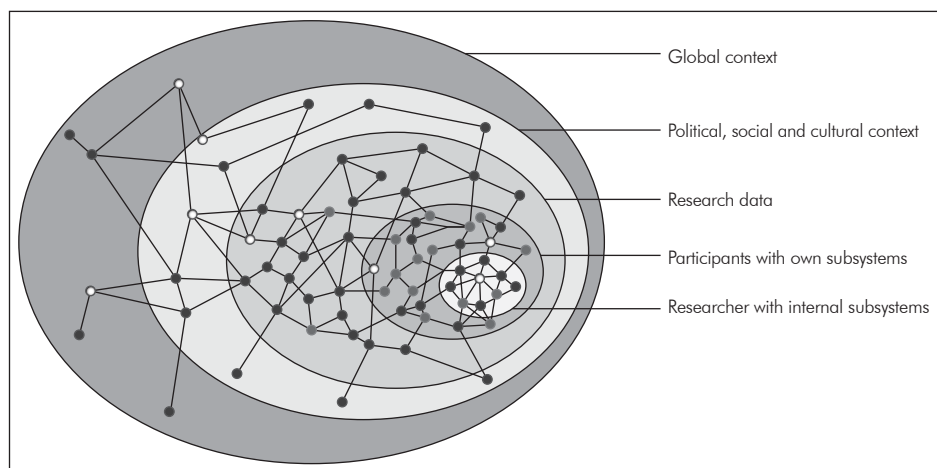 Global context
Political, social and cultural context
Research data
Participants with own subsystems
Researcher with internal subsystems